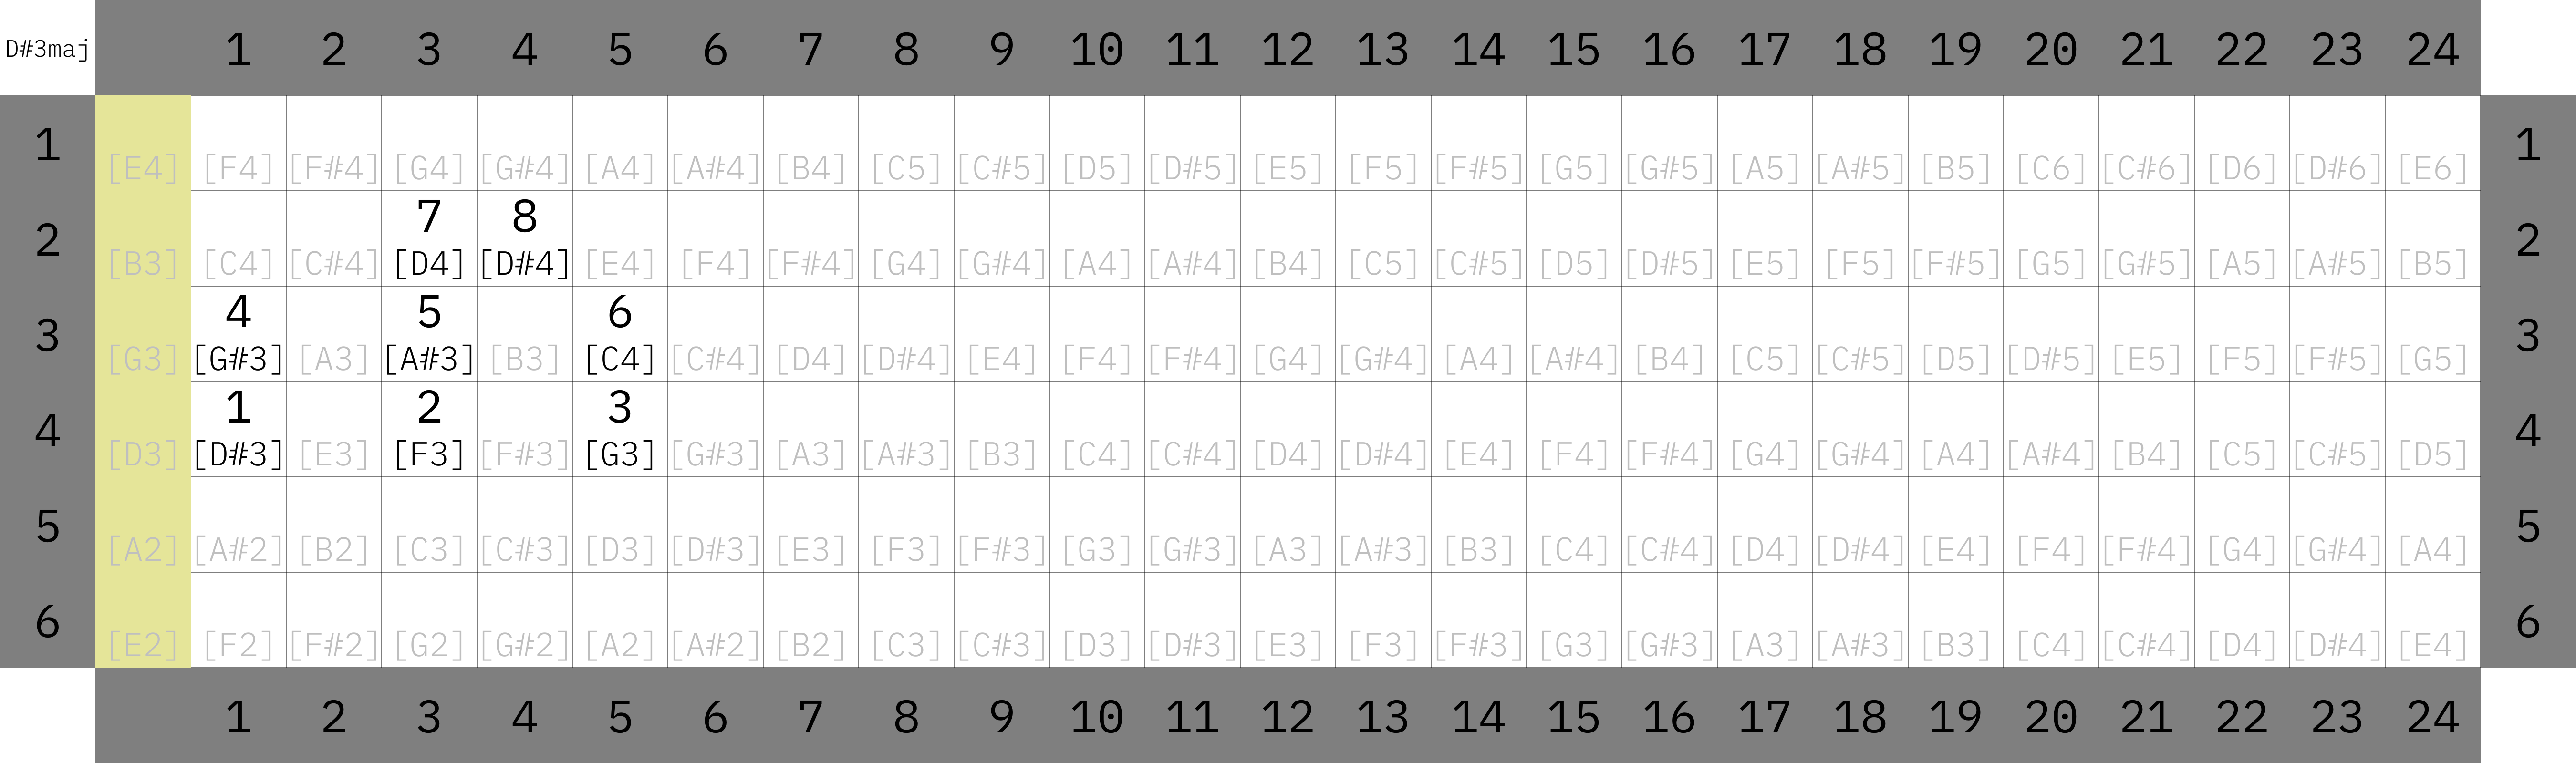 D#3maj 1 2 3 4 5 6 7 8 9 10 11 12 13 14 15 16 17 18 19 20 21 22 23 24
1 [E4] [F4] [F#4] [G4] [G#4] [A4] [A#4] [B4] [C5] [C#5] [D5] [D#5] [E5] [F5] [F#5] [G5] [G#5] [A5] [A#5] [B5] [C6] [C#6] [D6] [D#6] [E6] 1
7 8
2 [B3] [C4] [C#4] [D4] [D#4] [E4] [F4] [F#4] [G4] [G#4] [A4] [A#4] [B4] [C5] [C#5] [D5] [D#5] [E5] [F5] [F#5] [G5] [G#5] [A5] [A#5] [B5] 2
4 5 6
3 [G3] [G#3] [A3] [A#3] [B3] [C4] [C#4] [D4] [D#4] [E4] [F4] [F#4] [G4] [G#4] [A4] [A#4] [B4] [C5] [C#5] [D5] [D#5] [E5] [F5] [F#5] [G5] 3
1 2 3
4 [D3] [D#3] [E3] [F3] [F#3] [G3] [G#3] [A3] [A#3] [B3] [C4] [C#4] [D4] [D#4] [E4] [F4] [F#4] [G4] [G#4] [A4] [A#4] [B4] [C5] [C#5] [D5] 4
5 [A2] [A#2] [B2] [C3] [C#3] [D3] [D#3] [E3] [F3] [F#3] [G3] [G#3] [A3] [A#3] [B3] [C4] [C#4] [D4] [D#4] [E4] [F4] [F#4] [G4] [G#4] [A4] 5
6 [E2] [F2] [F#2] [G2] [G#2] [A2] [A#2] [B2] [C3] [C#3] [D3] [D#3] [E3] [F3] [F#3] [G3] [G#3] [A3] [A#3] [B3] [C4] [C#4] [D4] [D#4] [E4] 6
1 2 3 4 5 6 7 8 9 10 11 12 13 14 15 16 17 18 19 20 21 22 23 24